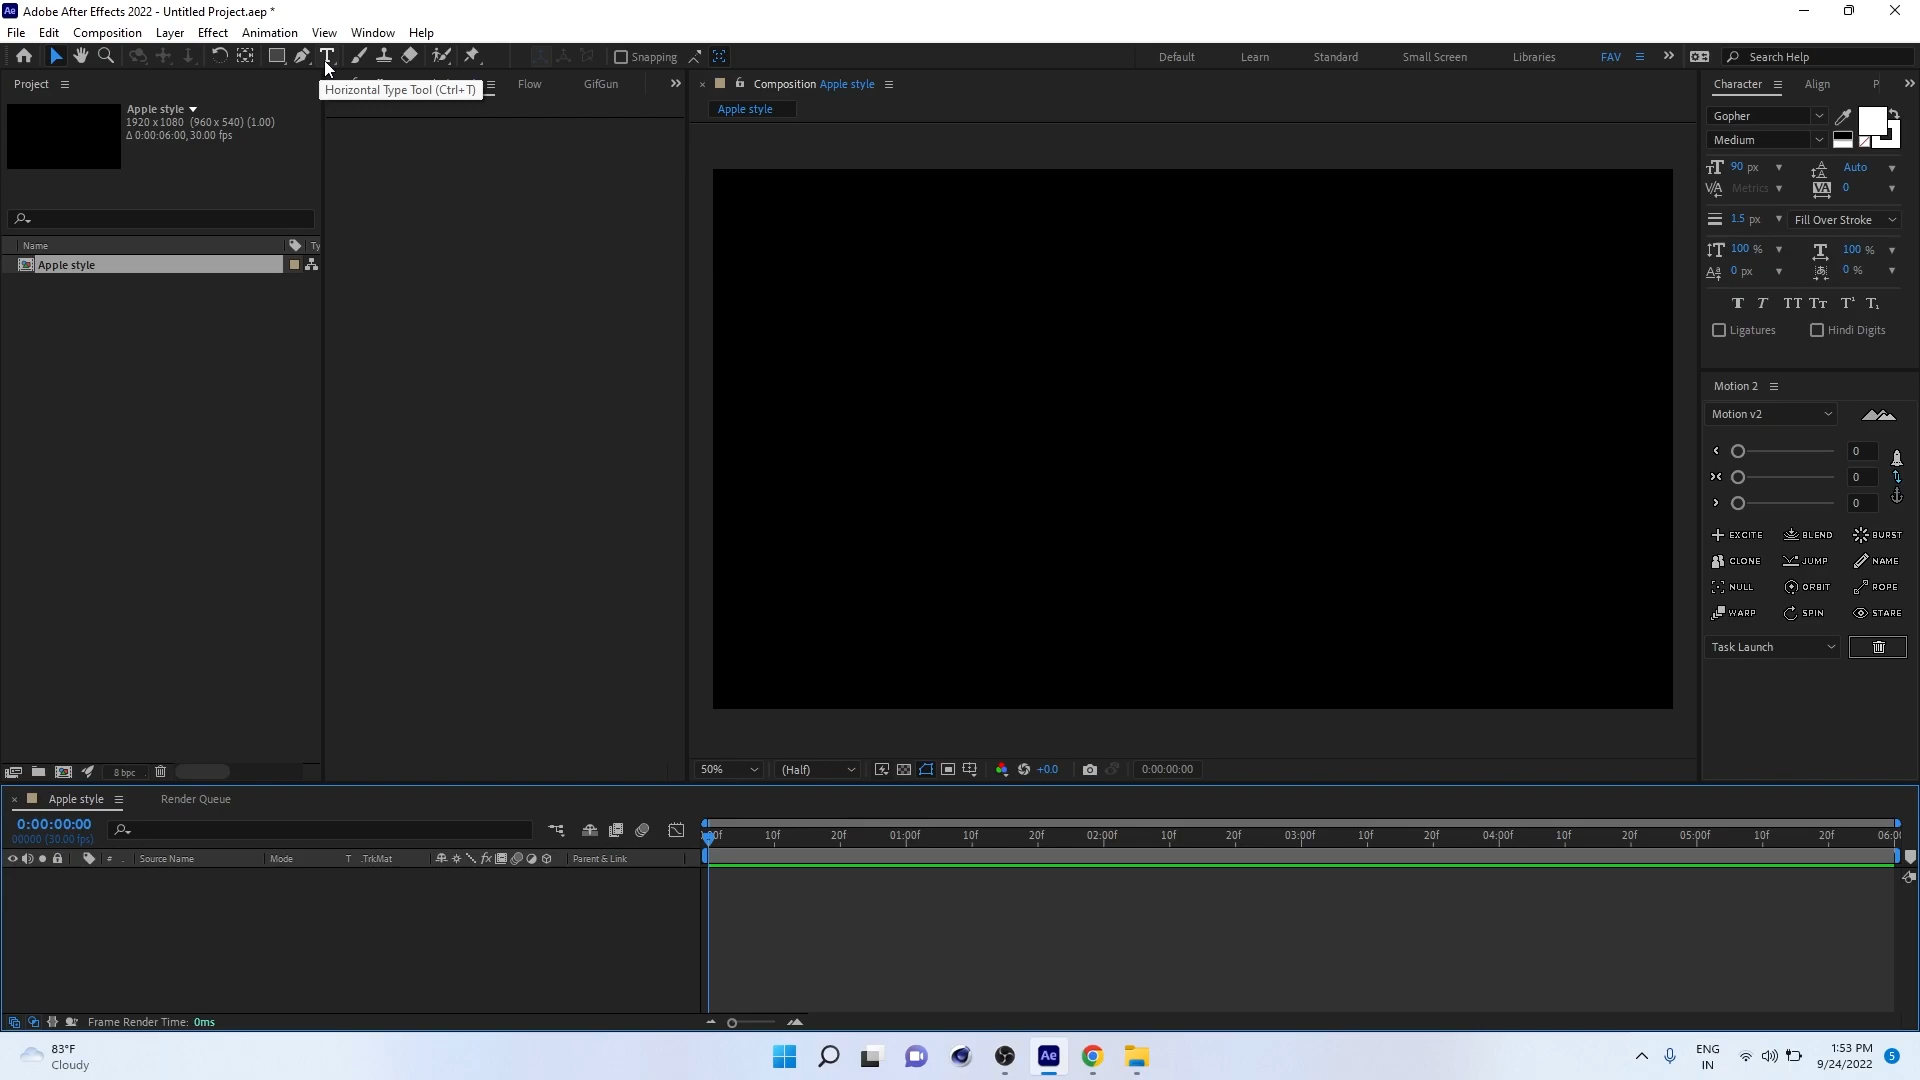 Adobe After Effects 2022 - Untitled Project.aep *
File Edit Composition Layer Effect Animation View Window Help
Snapping Default Learn Standard Small Screen FAV Libraries Search Help
Horizontal Type Tool (Ctrl+T)
Project Flow GifGun Composition Apple style Character Align P
Apple style
1920 x 1080 (960 x 540) (1.00)
Δ 0:00:06:00, 30.00 fps
Apple style
Gopher
Medium
90 px Auto
Metrics 0
1.5 px Fill Over Stroke
100 % 100 %
0 px 0 %
T T TT Tt T¹ T₁
Ligatures Hindi Digits
Name Ty
Apple style
Motion 2
Motion v2
0
0
0
EXCITE BLEND BURST
CLONE JUMP NAME
NULL ORBIT ROPE
WARP SPIN STARE
Task Launch
8 bpc
50% (Half) +0.0 0:00:00:00
Apple style Render Queue
0:00:00:00
00000 (30.00 fps)
10f 20f 01:00f 10f 20f 02:00f 10f 20f 03:00f 10f 20f 04:00f 10f 20f 05:00f 10f 20f 06:00
# Source Name Mode T .TrkMat Parent & Link
Frame Render Time: 0ms
83°F
Cloudy
ENG
IN
1:53 PM
9/24/2022
5